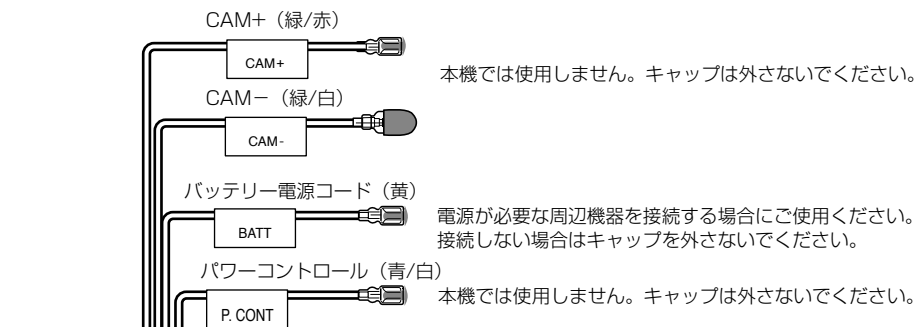 CAM+（緑/赤）
CAM+
本機では使用しません。キャップは外さないでください。
CAM－（緑/白）
CAM-
バッテリー電源コード（黄）
BATT
電源が必要な周辺機器を接続する場合にご使用ください。
接続しない場合はキャップを外さないでください。
パワーコントロール（青/白）
P. CONT
本機では使用しません。キャップは外さないでください。